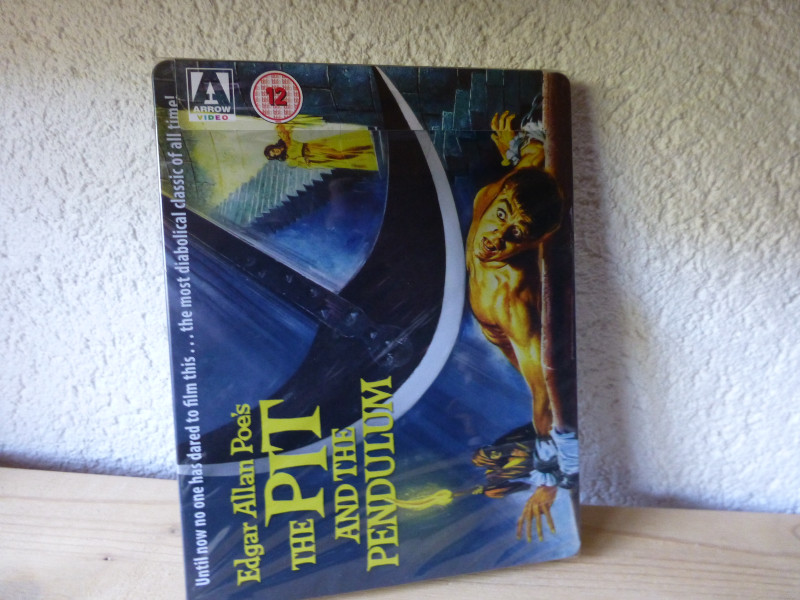 Until now no one has dared to film this... the most diabolical classic of all time!
ARROW
VIDEO
12
Edgar Allan Poe's
THE PIT
AND THE
PENDULUM